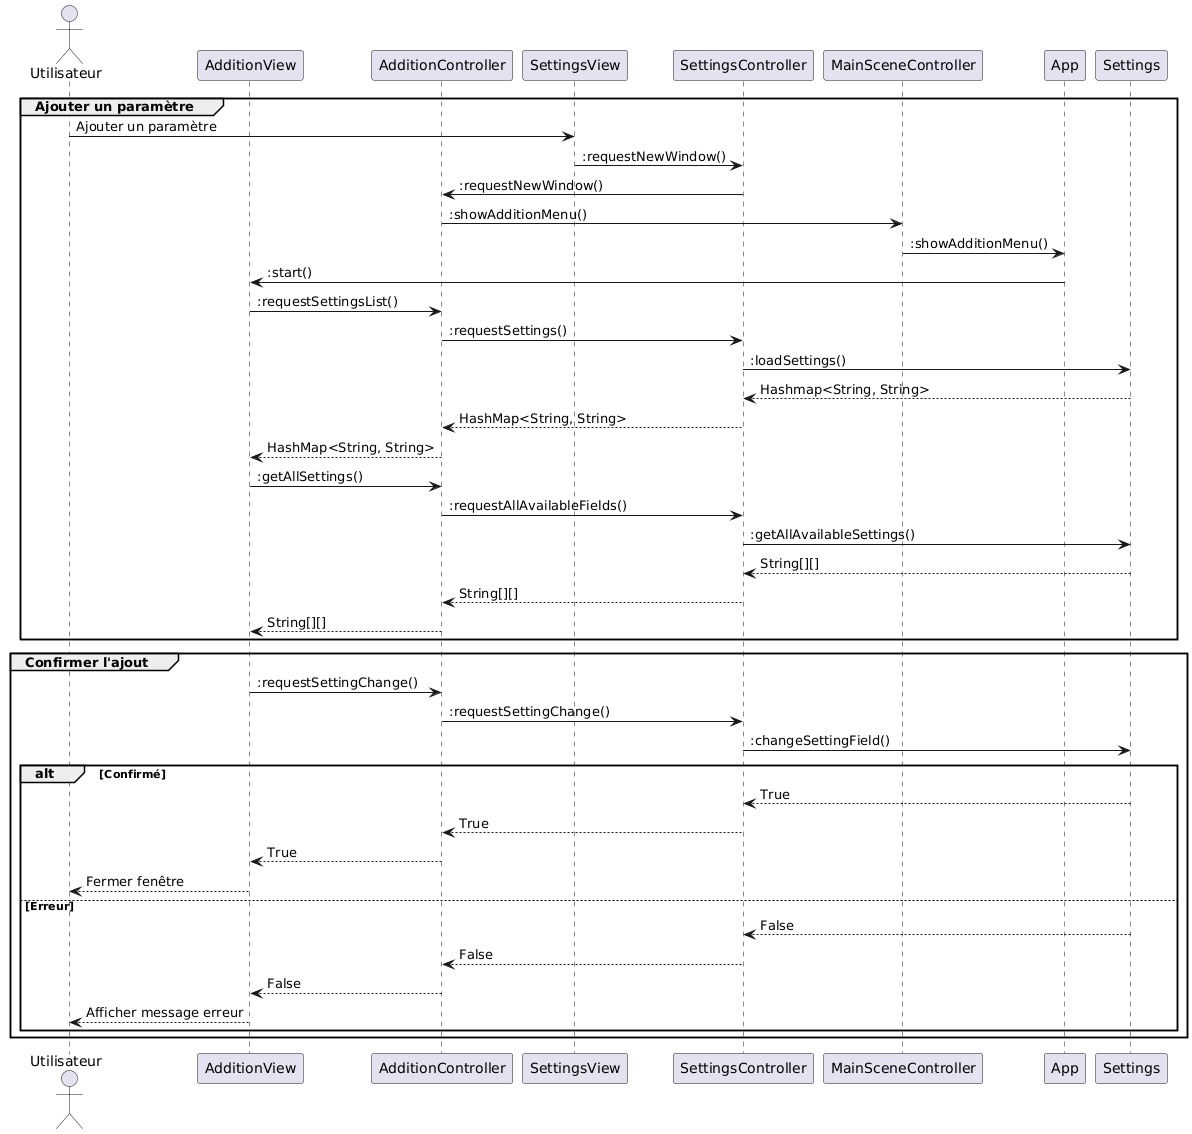 Utilisateur
AdditionView
AdditionController
SettingsView
SettingsController
MainSceneController
App
Settings
Ajouter un paramètre
Ajouter un paramètre
:requestNewWindow()
:requestNewWindow()
:showAdditionMenu()
:showAdditionMenu()
:start()
:requestSettingsList()
:requestSettings()
:loadSettings()
Hashmap<String, String>
HashMap<String, String>
HashMap<String, String>
:getAllSettings()
:requestAllAvailableFields()
:getAllAvailableSettings()
String[][]
String[][]
String[][]
Confirmer l'ajout
:requestSettingChange()
:requestSettingChange()
:changeSettingField()
alt [Confirmé]
True
True
True
Fermer fenêtre
[Erreur]
False
False
False
Afficher message erreur
Utilisateur
AdditionView
AdditionController
SettingsView
SettingsController
MainSceneController
App
Settings